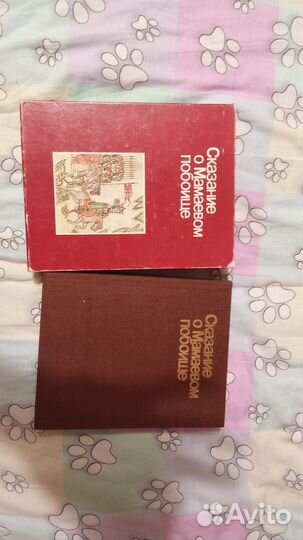 Сказание
о Мамаевом
побоище
Сказание
о Мамаевом
побоище
Avito